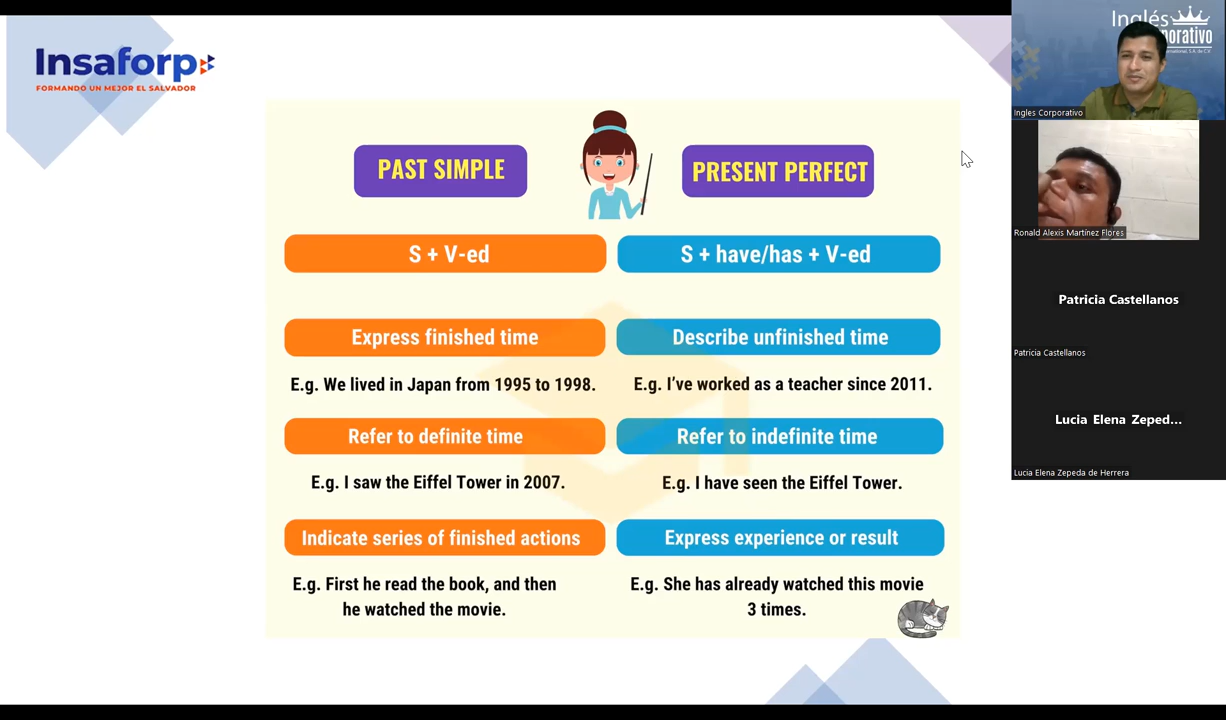 Insaforp
FORMANDO UN MEJOR EL SALVADOR
PAST SIMPLE
PRESENT PERFECT
S + V-ed
S + have/has + V-ed
Express finished time
Describe unfinished time
E.g. We lived in Japan from 1995 to 1998.
E.g. I've worked as a teacher since 2011.
Refer to definite time
Refer to indefinite time
E.g. I saw the Eiffel Tower in 2007.
E.g. I have seen the Eiffel Tower.
Indicate series of finished actions
Express experience or result
E.g. First he read the book, and then
he watched the movie.
E.g. She has already watched this movie
3 times.
Inglés
Ingles Corporativo
Ronald Alexis Martínez Flores
Patricia Castellanos
Patricia Castellanos
Lucia Elena Zeped...
Lucia Elena Zepeda de Herrera